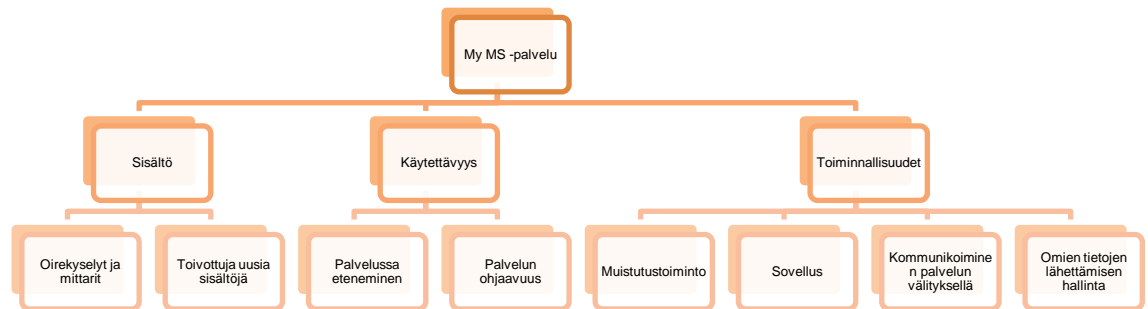 My MS -palvelu
Sisältö
Käytettävyys
Toiminnallisuudet
Oirekyselyt ja
mittarit
Toivottuja uusia
sisältöjä
Palvelussa
eteneminen
Palvelun
ohjaavuus
Muistutustoiminto
Sovellus
Kommunikoimine
n palvelun
välityksellä
Omien tietojen
lähettämisen
hallinta